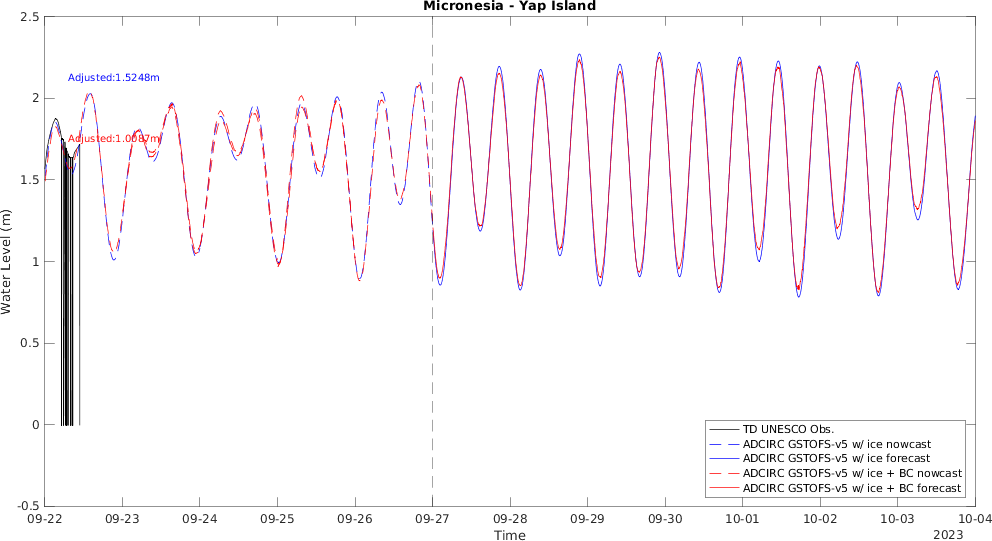 Micronesia - Yap Island
2.5
2
1.5
1
0.5
0
-0.5
Water Level (m)
Adjusted:1.5248m
TD UNESCO Obs.
ADCIRC GSTOFS-v5 w/ ice nowcast
ADCIRC GSTOFS-v5 w/ ice forecast
ADCIRC GSTOFS-v5 w/ ice + BC nowcast
ADCIRC GSTOFS-v5 w/ ice + BC forecast
09-22 09-23 09-24 09-25 09-26 09-27 09-28 09-29 09-30 10-01 10-02 10-03 10-04
Time
2023